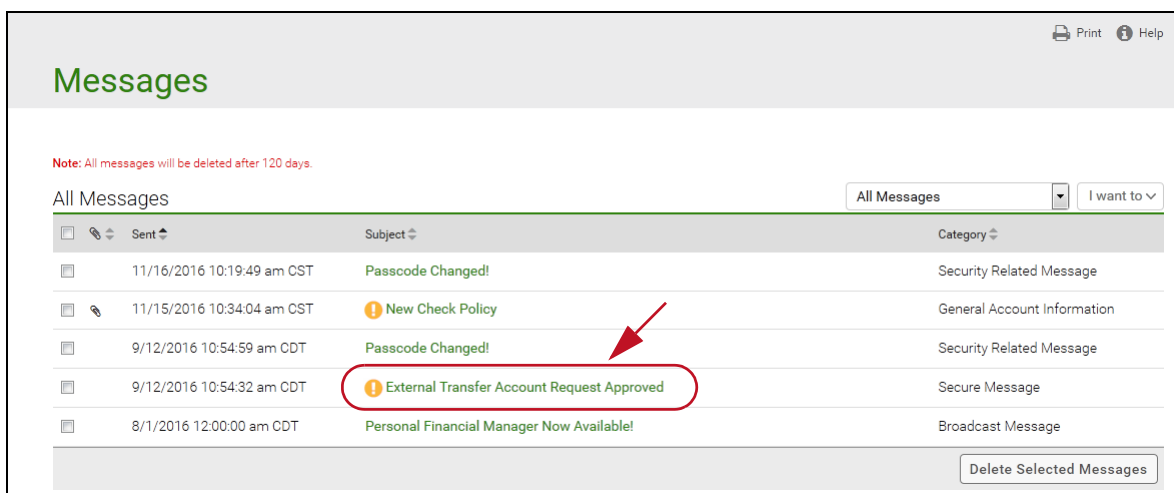 Print Help
Messages
Note: All messages will be deleted after 120 days.
All Messages All Messages I want to
Sent Subject Category
11/16/2016 10:19:49 am CST Passcode Changed! Security Related Message
11/15/2016 10:34:04 am CST New Check Policy General Account Information
9/12/2016 10:54:59 am CDT Passcode Changed! Security Related Message
9/12/2016 10:54:32 am CDT External Transfer Account Request Approved Secure Message
8/1/2016 12:00:00 am CDT Personal Financial Manager Now Available! Broadcast Message
Delete Selected Messages